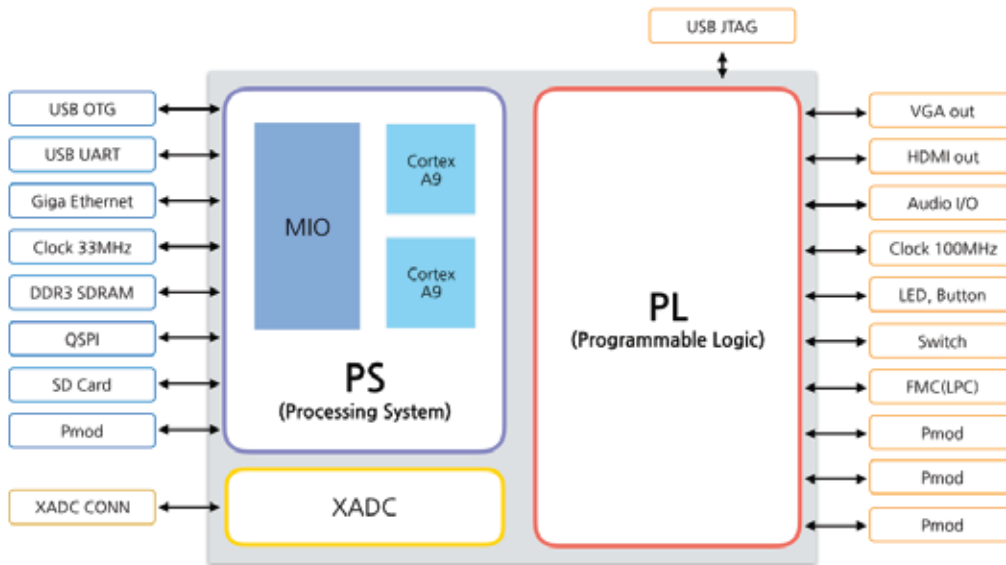 USB JTAG
USB OTG
USB UART
Giga Ethernet
Clock 33MHz
DDR3 SDRAM
QSPI
SD Card
Pmod
XADC CONN
MIO
Cortex
A9
Cortex
A9
PS
(Processing System)
XADC
PL
(Programmable Logic)
VGA out
HDMI out
Audio I/O
Clock 100MHz
LED, Button
Switch
FMC(LPC)
Pmod
Pmod
Pmod